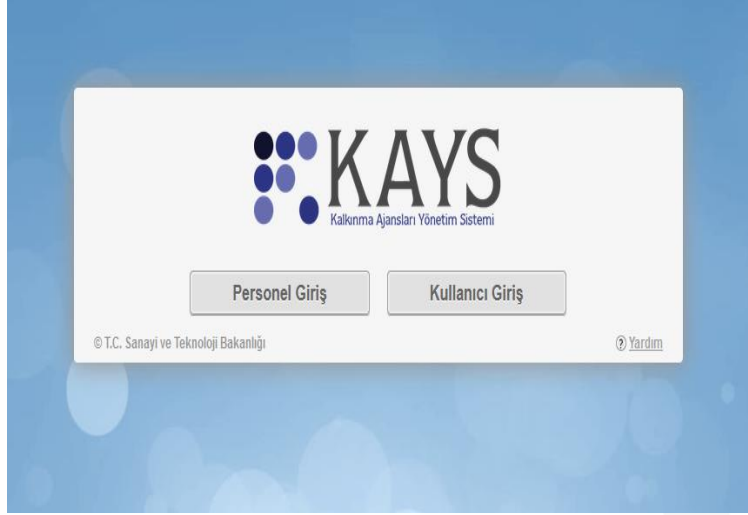 KAYS
Kalkınma Ajansları Yönetim Sistemi
Personel Giriş
Kullanıcı Giriş
© T.C. Sanayi ve Teknoloji Bakanlığı
? Yardım